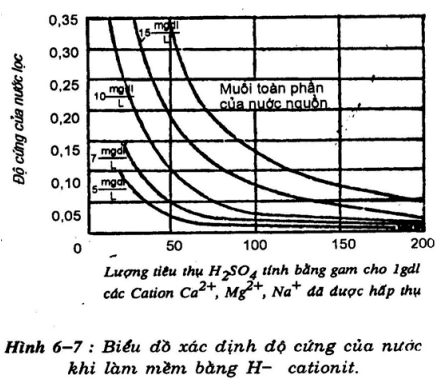 Độ cứng của nước lọc
0,35
0,30
0,25
0,20
0,15
0,10
0,05
0
50
100
150
200
15 mgdl/L
10 mgdl/L
7 mgdl/L
5 mgdl/L
Muối toàn phần
của nước nguồn
Lượng tiêu thụ H₂SO₄ tính bằng gam cho 1gdl
các Cation Ca²⁺, Mg²⁺, Na⁺ đã được hấp thụ
Hình 6-7 : Biểu đồ xác định độ cứng của nước
khi làm mềm bằng H- cationit.